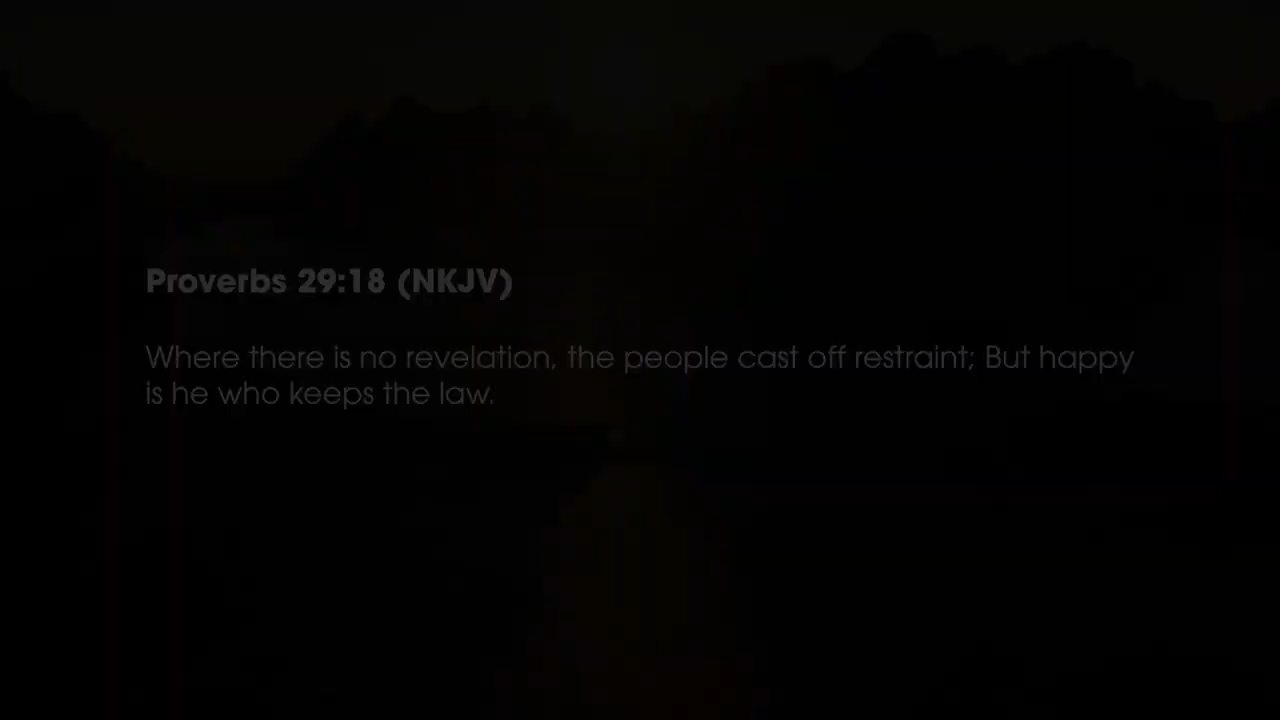 Proverbs 29:18 (NKJV)
Where there is no revelation, the people cast off restraint; But happy
is he who keeps the law.